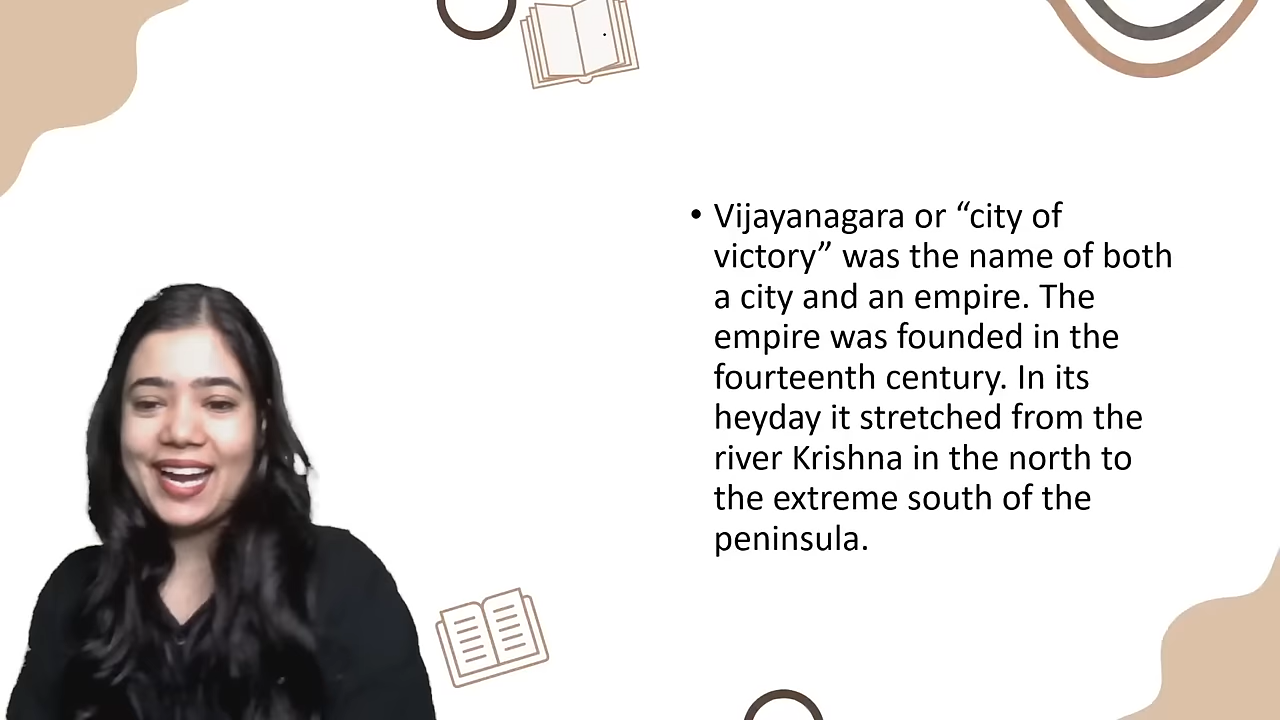 • Vijayanagara or “city of
victory” was the name of both
a city and an empire. The
empire was founded in the
fourteenth century. In its
heyday it stretched from the
river Krishna in the north to
the extreme south of the
peninsula.